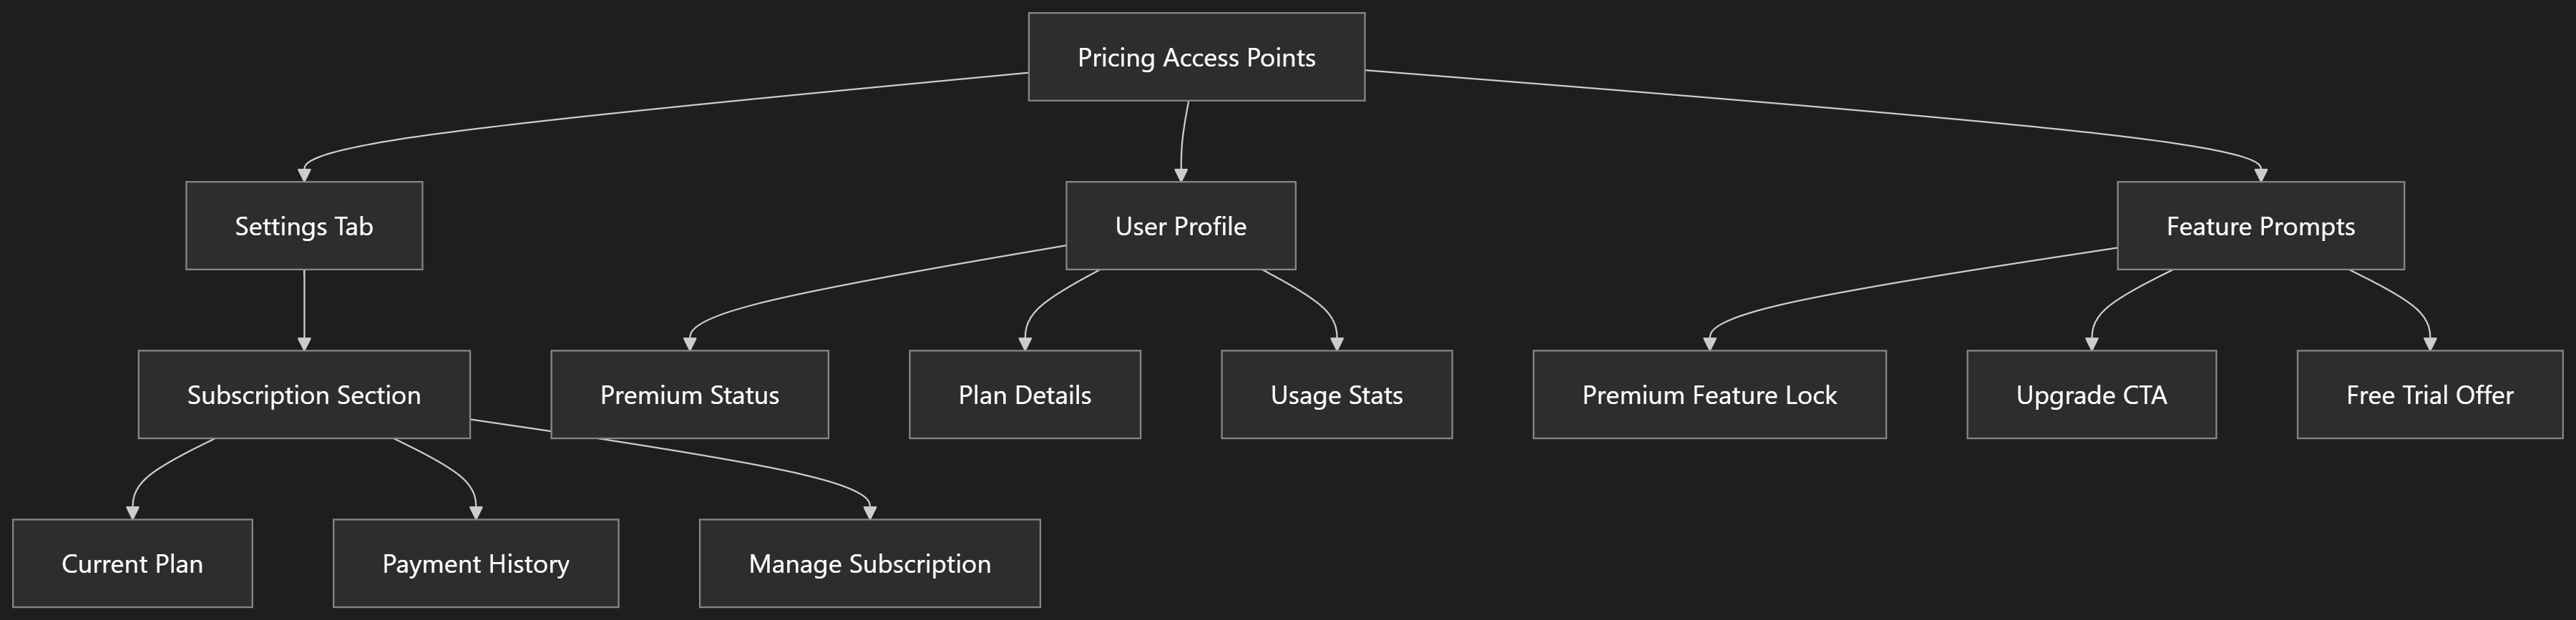 Pricing Access Points
Settings Tab
User Profile
Feature Prompts
Subscription Section
Premium Status
Plan Details
Usage Stats
Premium Feature Lock
Upgrade CTA
Free Trial Offer
Current Plan
Payment History
Manage Subscription